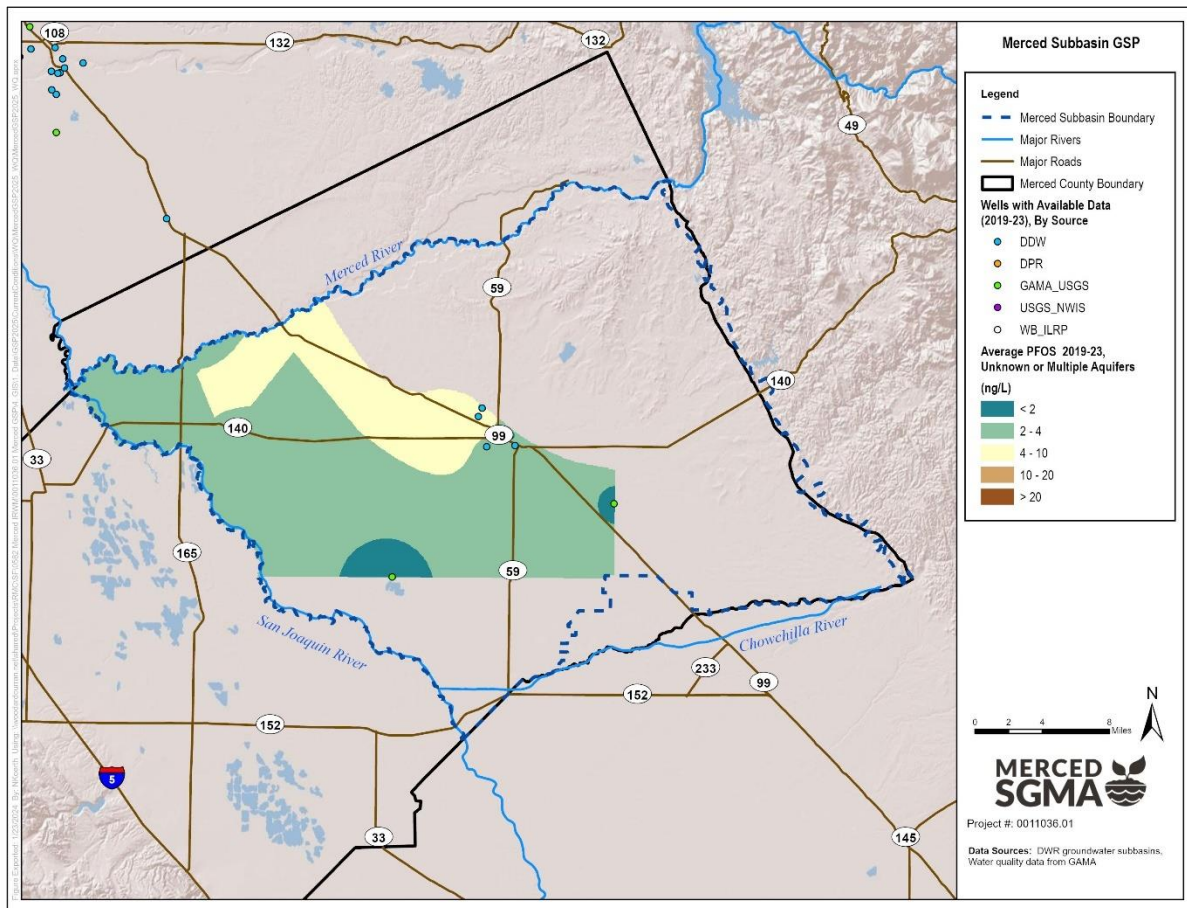 Merced Subbasin GSP
Legend
Merced Subbasin Boundary
Major Rivers
Major Roads
Merced County Boundary
Wells with Available Data
(2019-23), By Source
DDW
DPR
GAMA_USGS
USGS_NWIS
WB_ILRP
Average PFOS 2019-23,
Unknown or Multiple Aquifers
(ng/L)
< 2
2 - 4
4 - 10
10 - 20
> 20
108
132
132
49
Merced River
59
140
99
140
33
165
59
San Joaquin River
Chowchilla River
233
99
152
152
5
33
145
N
0 2 4 8
Miles
MERCED
SGMA
Project #: 0011036.01
Data Sources: DWR groundwater subbasins,
Water quality data from GAMA